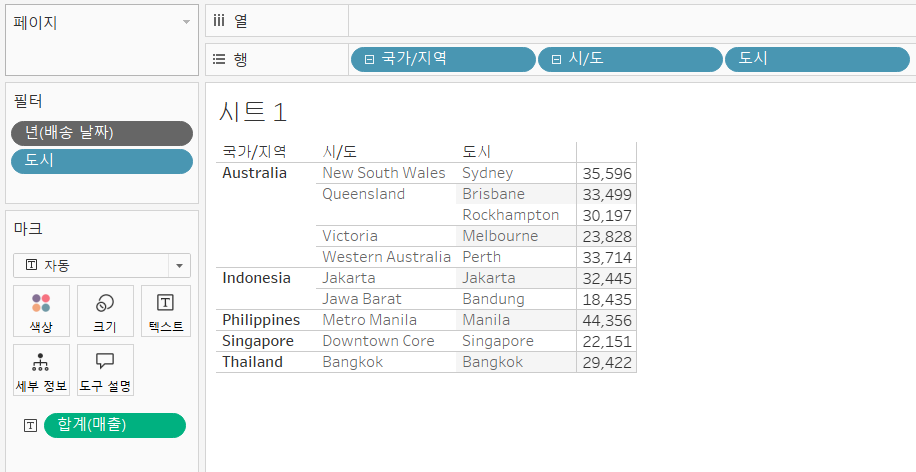 페이지
iii 열
행 국가/지역 시/도 도시
필터
년(배송 날짜)
도시
마크
자동
색상 크기 텍스트
세부 정보 도구 설명
합계(매출)
시트 1
국가/지역 시/도 도시
Australia New South Wales Sydney 35,596
Queensland Brisbane 33,499
Rockhampton 30,197
Victoria Melbourne 23,828
Western Australia Perth 33,714
Indonesia Jakarta Jakarta 32,445
Jawa Barat Bandung 18,435
Philippines Metro Manila Manila 44,356
Singapore Downtown Core Singapore 22,151
Thailand Bangkok Bangkok 29,422